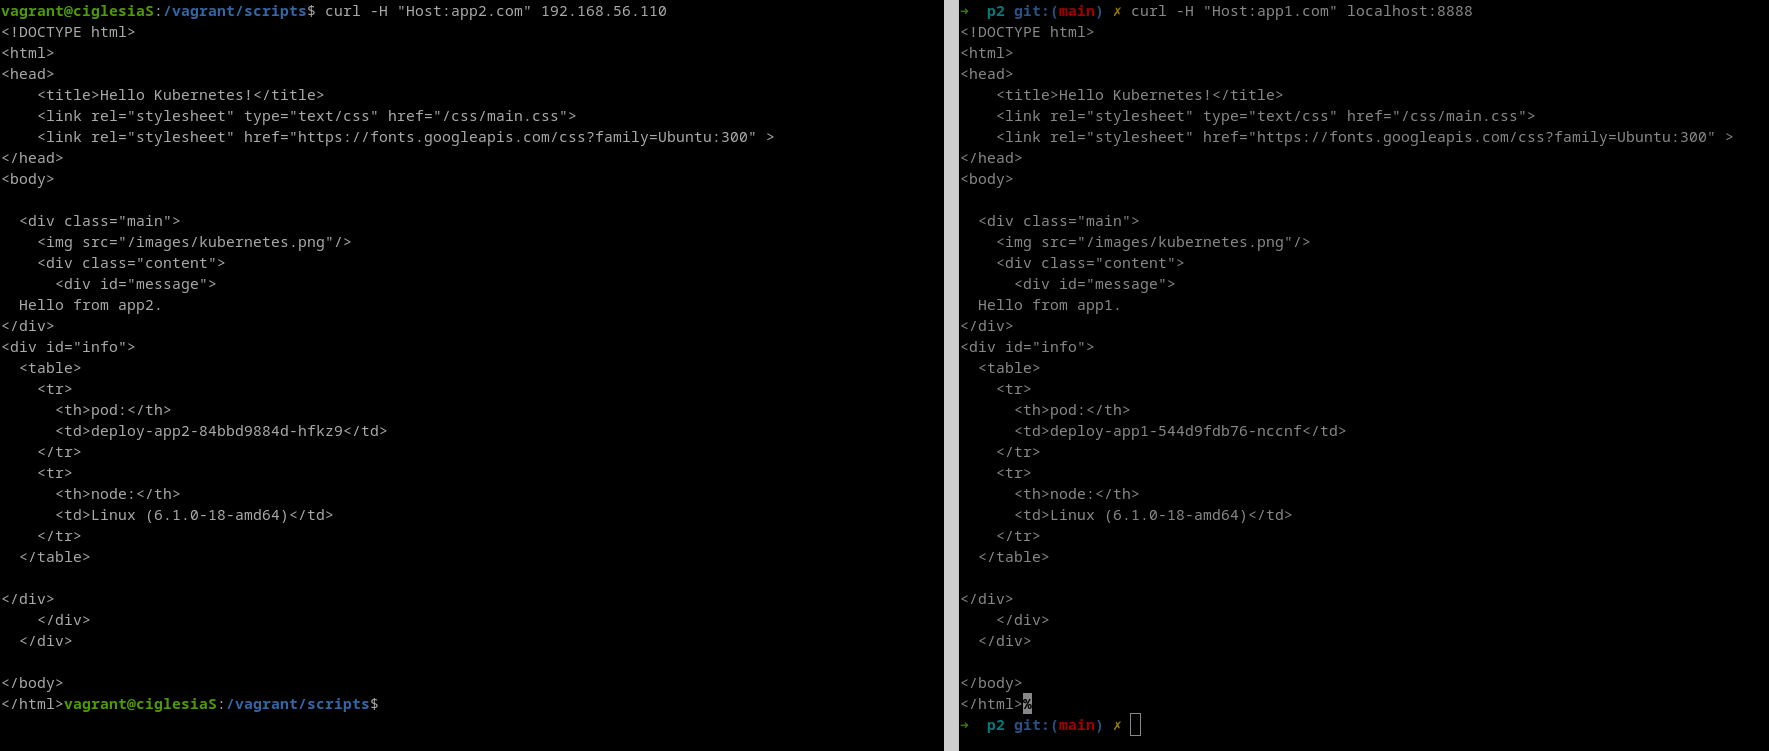 vagrant@ciglesiaS:/vagrant/scripts$ curl -H "Host:app2.com" 192.168.56.110
<!DOCTYPE html>
<html>
<head>
    <title>Hello Kubernetes!</title>
    <link rel="stylesheet" type="text/css" href="/css/main.css">
    <link rel="stylesheet" href="https://fonts.googleapis.com/css?family=Ubuntu:300" >
</head>
<body>

  <div class="main">
    <img src="/images/kubernetes.png"/>
    <div class="content">
      <div id="message">
  Hello from app2.
</div>
<div id="info">
  <table>
    <tr>
      <th>pod:</th>
      <td>deploy-app2-84bbd9884d-hfkz9</td>
    </tr>
    <tr>
      <th>node:</th>
      <td>Linux (6.1.0-18-amd64)</td>
    </tr>
  </table>

</div>
    </div>
  </div>

</body>
</html>vagrant@ciglesiaS:/vagrant/scripts$
→  p2 git:(main) ✗ curl -H "Host:app1.com" localhost:8888
<!DOCTYPE html>
<html>
<head>
    <title>Hello Kubernetes!</title>
    <link rel="stylesheet" type="text/css" href="/css/main.css">
    <link rel="stylesheet" href="https://fonts.googleapis.com/css?family=Ubuntu:300" >
</head>
<body>

  <div class="main">
    <img src="/images/kubernetes.png"/>
    <div class="content">
      <div id="message">
  Hello from app1.
</div>
<div id="info">
  <table>
    <tr>
      <th>pod:</th>
      <td>deploy-app1-544d9fdb76-nccnf</td>
    </tr>
    <tr>
      <th>node:</th>
      <td>Linux (6.1.0-18-amd64)</td>
    </tr>
  </table>

</div>
    </div>
  </div>

</body>
</html>%
→  p2 git:(main) ✗